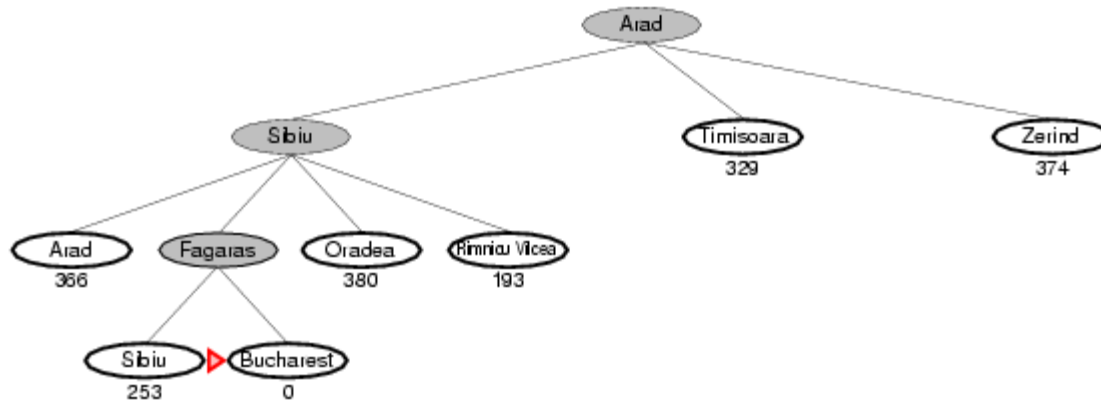 Arad
Sibiu
Timisoara
Zerind
329
374
Arad
Fagaras
Oradea
Rimnicu Vilcea
366
380
193
Sibiu
Bucharest
253
0